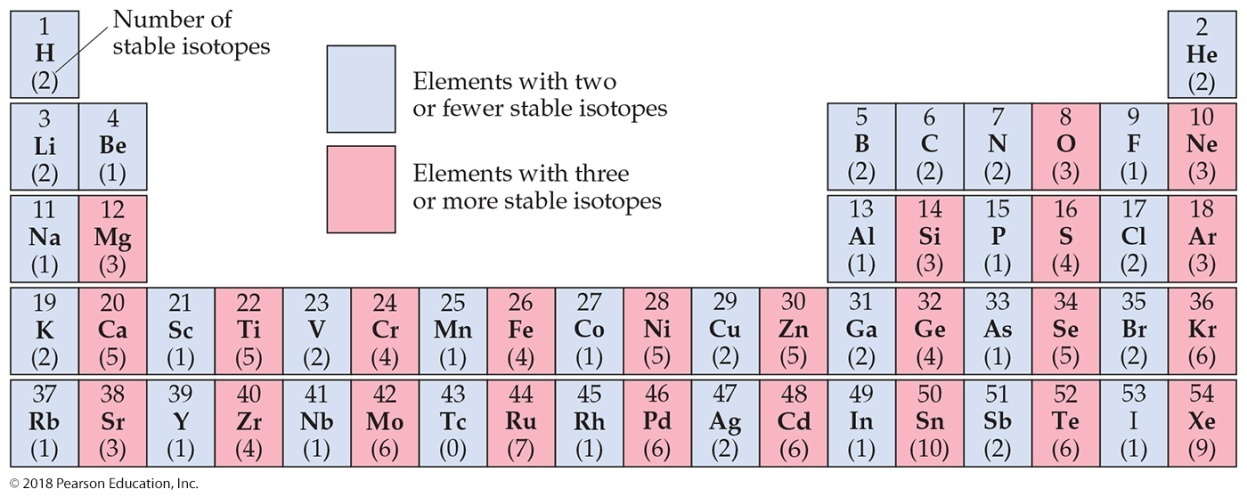 1
H
(2)
Number of
stable isotopes
2
He
(2)
Elements with two
or fewer stable isotopes
Elements with three
or more stable isotopes
3 4 5 6 7 8 9 10
Li Be B C N O F Ne
(2) (1) (2) (2) (2) (3) (1) (3)
11 12 13 14 15 16 17 18
Na Mg Al Si P S Cl Ar
(1) (3) (1) (3) (1) (4) (2) (3)
19 20 21 22 23 24 25 26 27 28 29 30 31 32 33 34 35 36
K Ca Sc Ti V Cr Mn Fe Co Ni Cu Zn Ga Ge As Se Br Kr
(2) (5) (1) (5) (2) (4) (1) (4) (1) (5) (2) (5) (2) (4) (1) (5) (2) (6)
37 38 39 40 41 42 43 44 45 46 47 48 49 50 51 52 53 54
Rb Sr Y Zr Nb Mo Tc Ru Rh Pd Ag Cd In Sn Sb Te I Xe
(1) (3) (1) (4) (1) (6) (0) (7) (1) (6) (2) (6) (1) (10) (2) (6) (1) (9)
© 2018 Pearson Education, Inc.